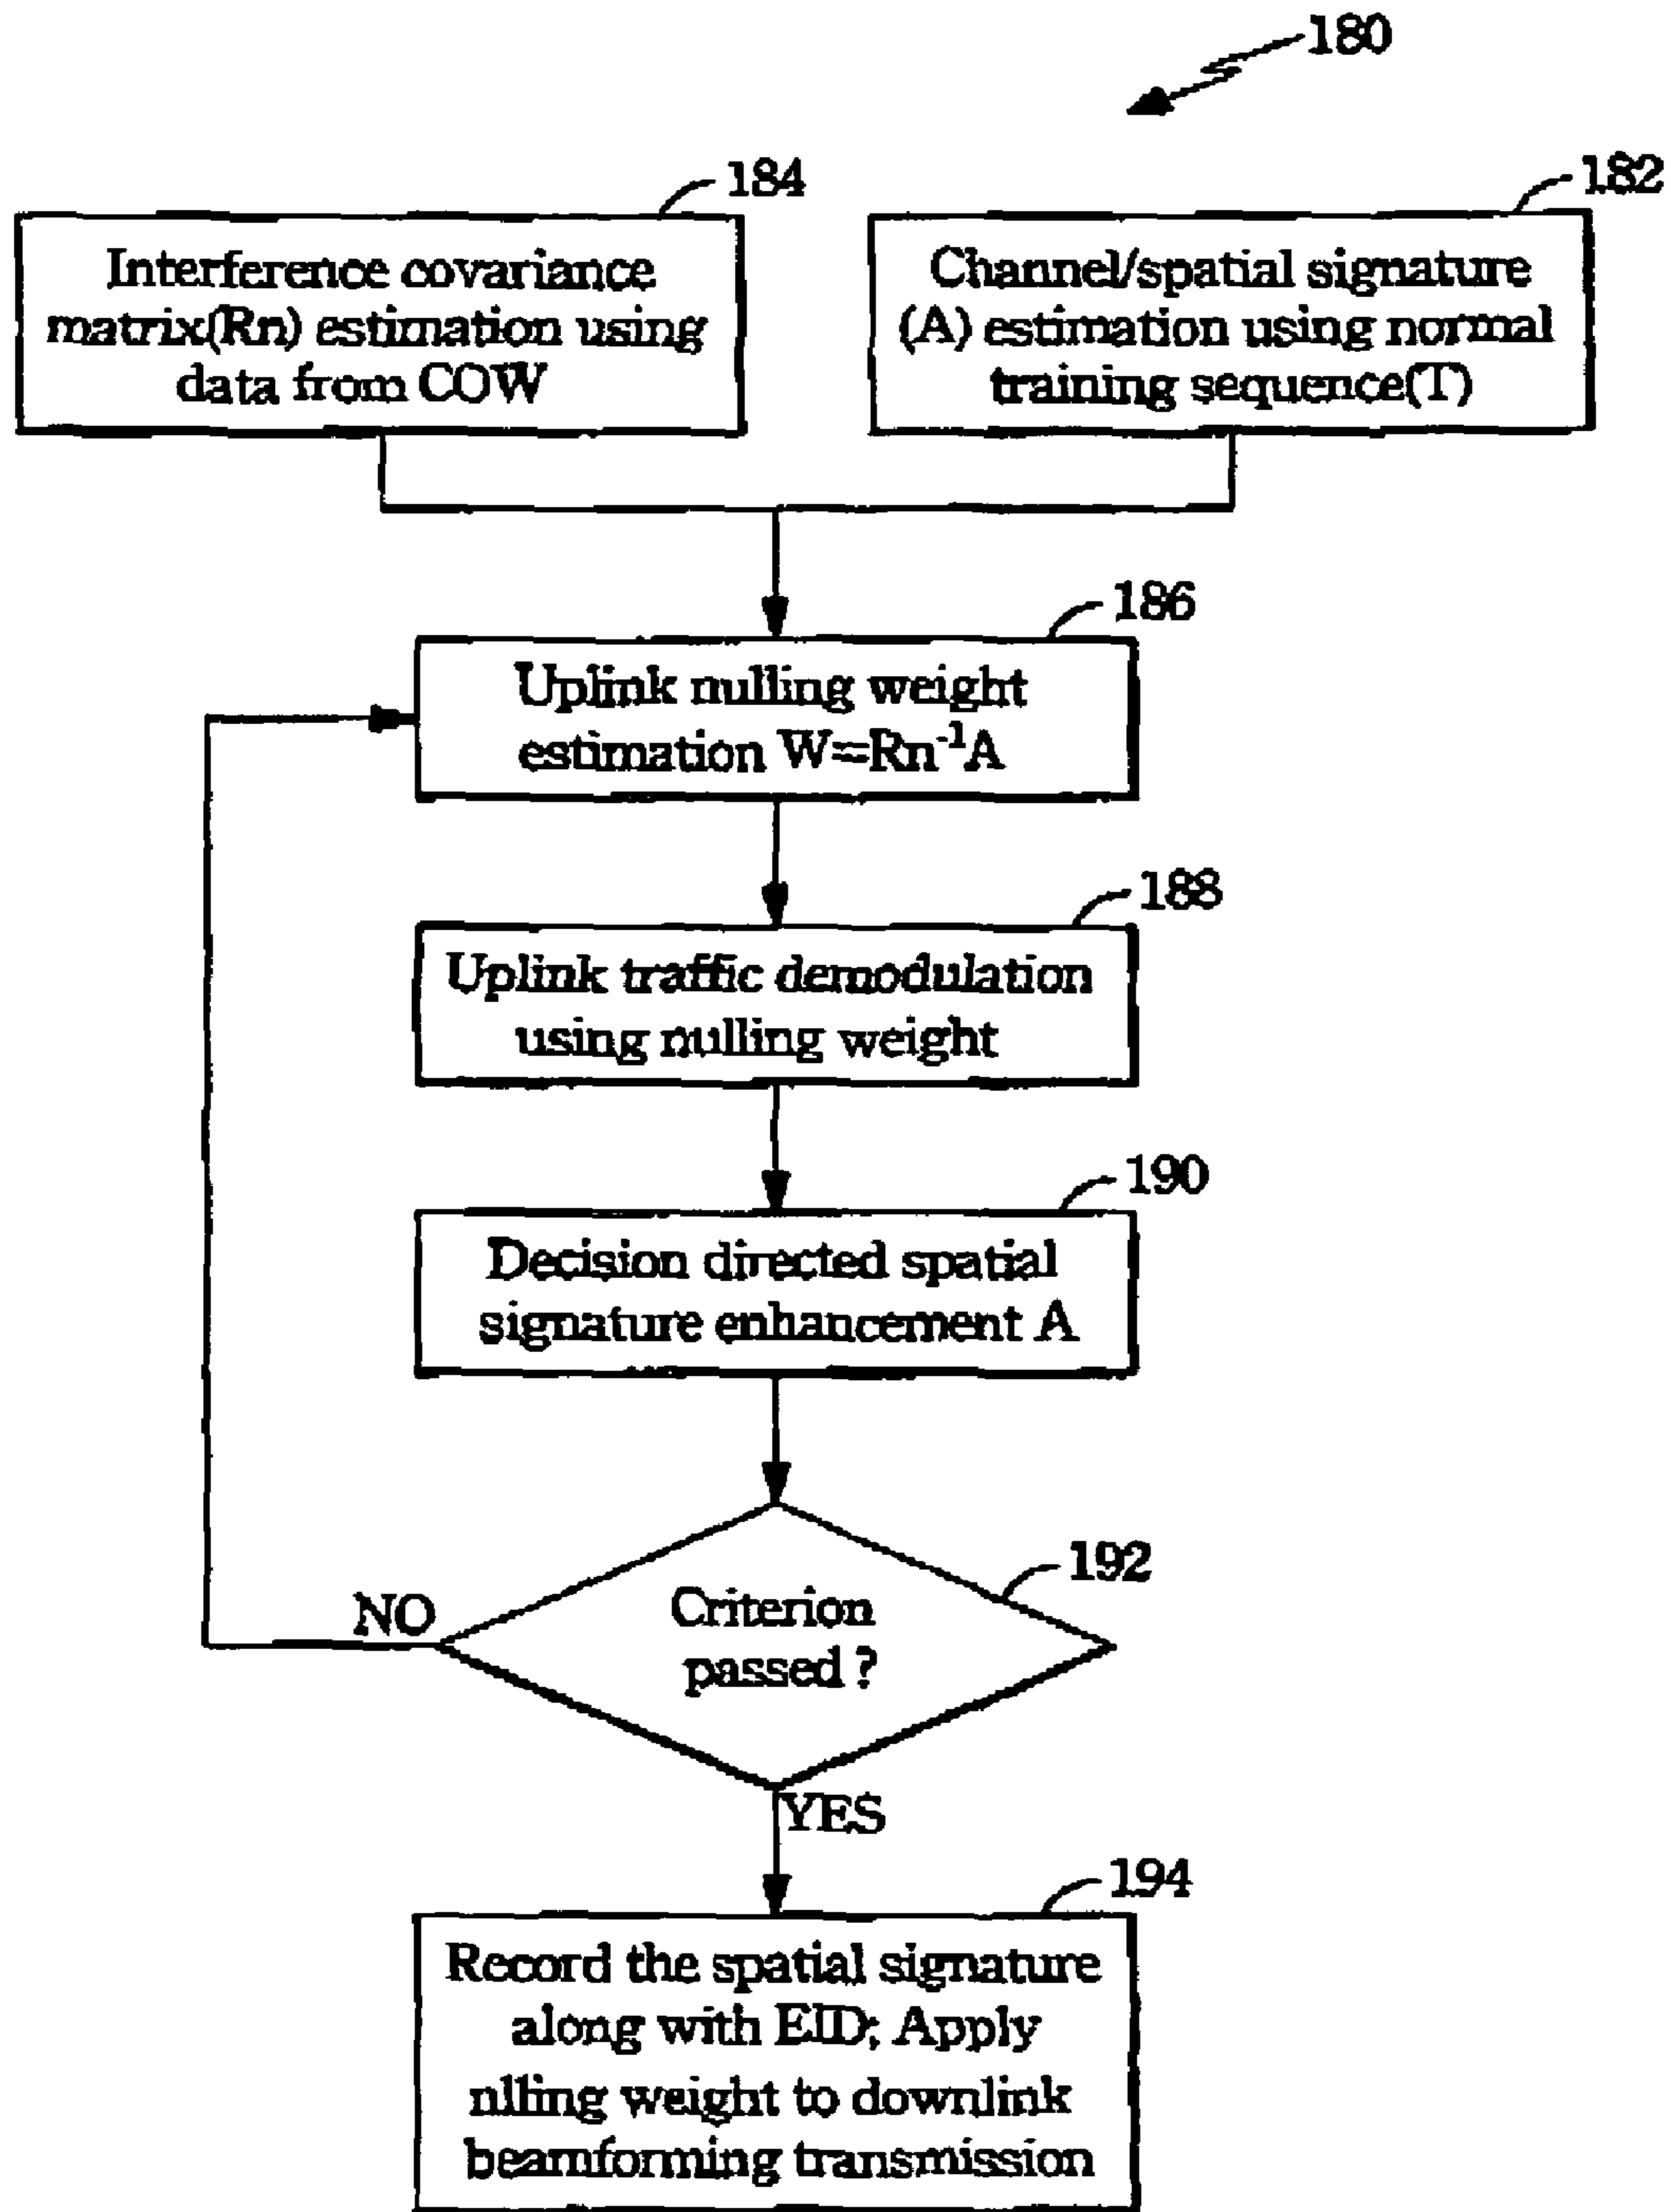 180
184
Interference covariance
matrix(Rn) estimation using
data from COW
182
Channel/spatial signature
(A) estimation using normal
training sequence(T)
186
Uplink nulling weight
estimation W=Rn⁻¹A
188
Uplink traffic demodulation
using nulling weight
190
Decision directed spatial
signature enhancement A
192
Criterion
passed ?
NO
YES
194
Record the spatial signature
along with EID; Apply
nlling weight to downlink
beamforming transmission